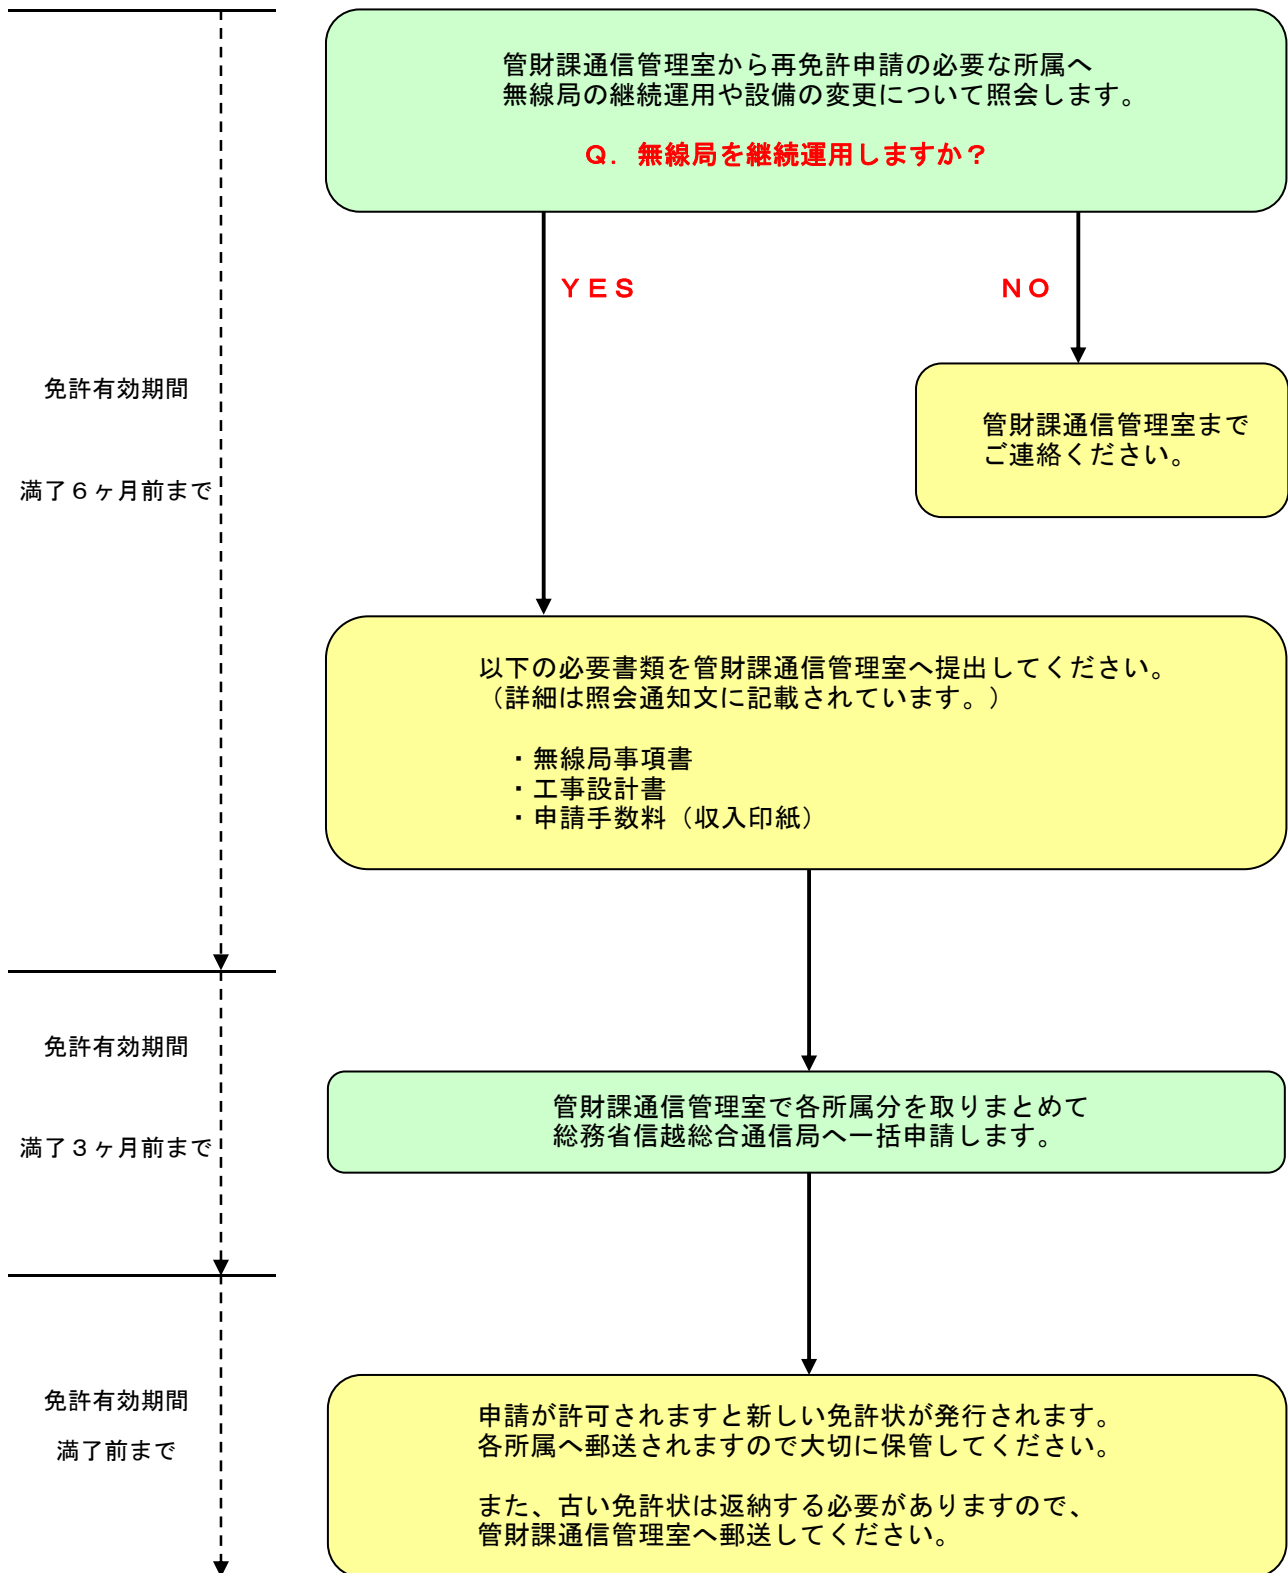 管財課通信管理室から再免許申請の必要な所属へ
無線局の継続運用や設備の変更について照会します。
Ｑ．無線局を継続運用しますか？
ＹＥＳ
ＮＯ
免許有効期間
満了６ヶ月前まで
管財課通信管理室まで
ご連絡ください。
以下の必要書類を管財課通信管理室へ提出してください。
（詳細は照会通知文に記載されています。）
・無線局事項書
・工事設計書
・申請手数料（収入印紙）
免許有効期間
満了３ヶ月前まで
管財課通信管理室で各所属分を取りまとめて
総務省信越総合通信局へ一括申請します。
免許有効期間
満了前まで
申請が許可されますと新しい免許状が発行されます。
各所属へ郵送されますので大切に保管してください。
また、古い免許状は返納する必要がありますので、
管財課通信管理室へ郵送してください。